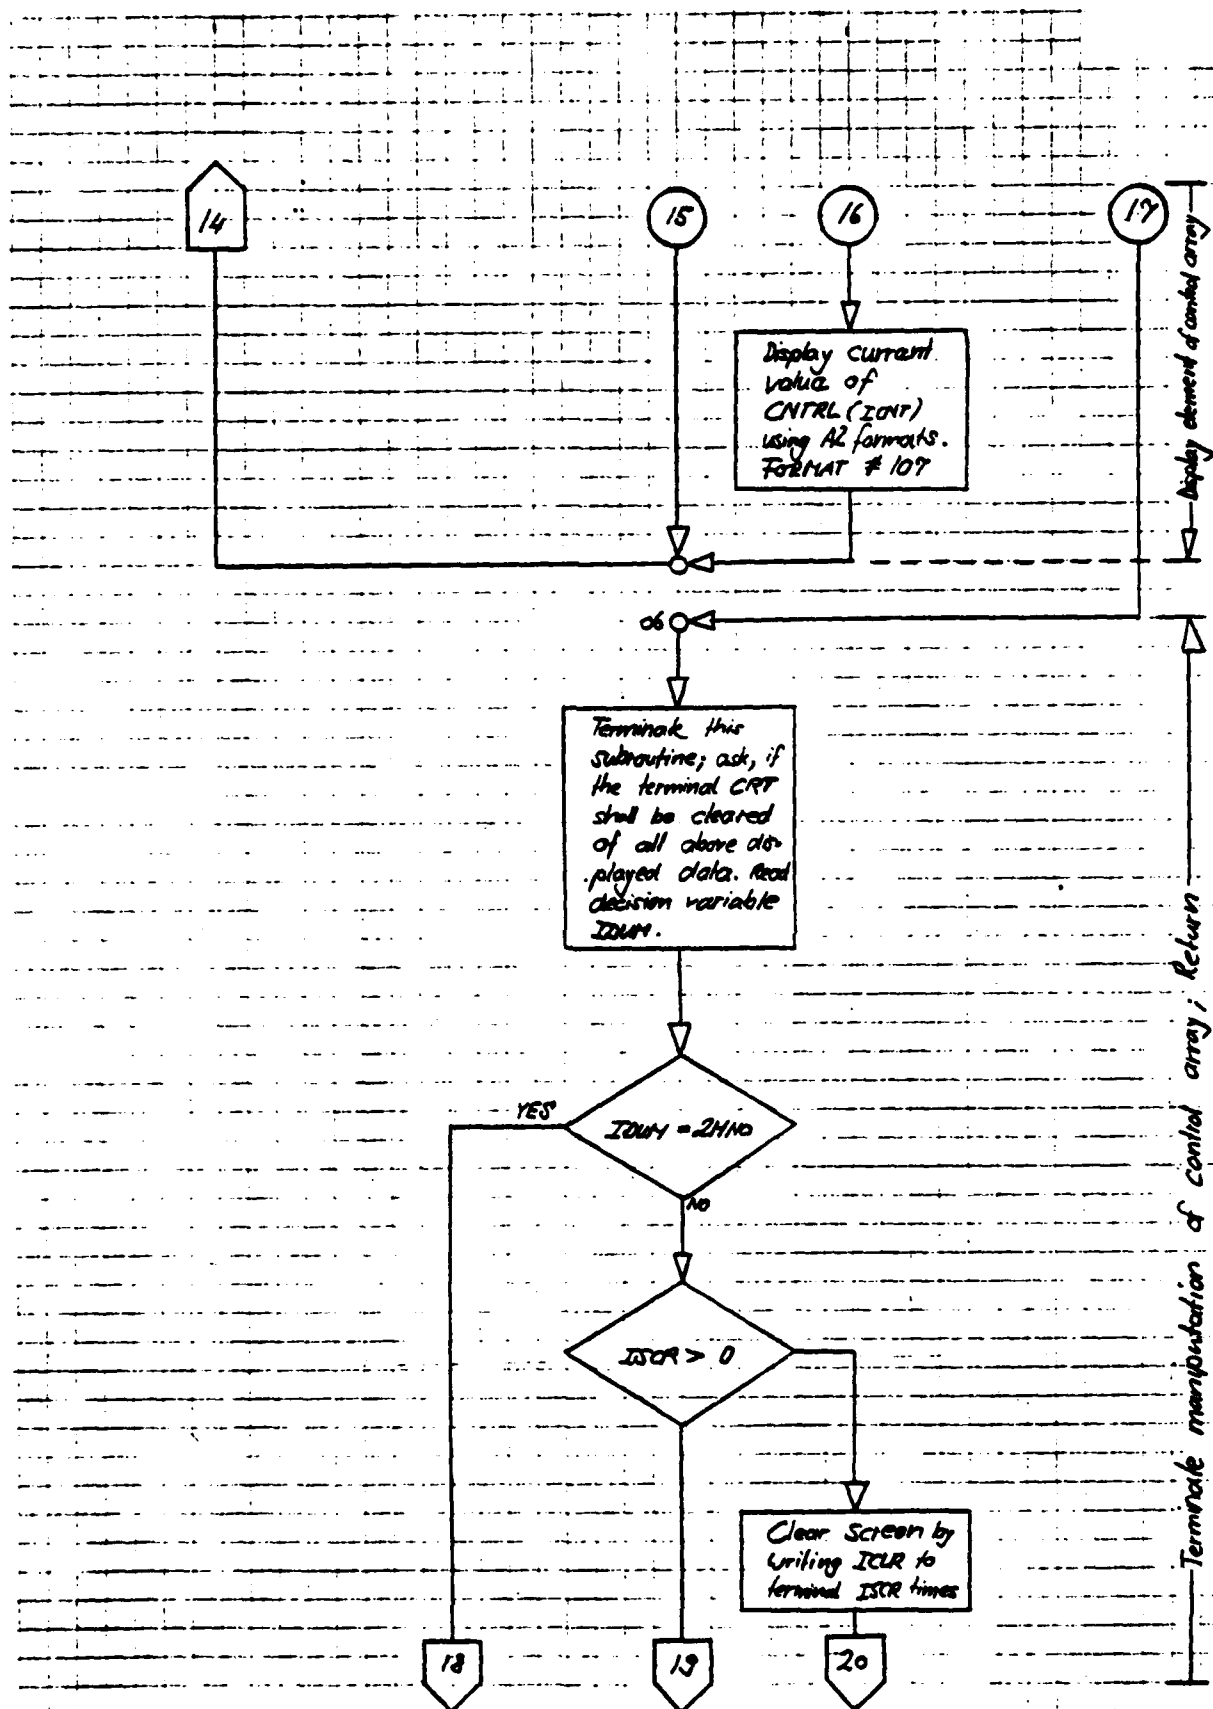 14
15
16
17
Display current
value of
CNTRL (ICNT)
using A2 formats.
FORMAT # 107
Display element of control array
06
Terminate this
subroutine; ask, if
the terminal CRT
shall be cleared
of all above dis-
played data. Read
decision variable
IDUM.
YES
IDUM = 2HNO
NO
ISCR > 0
Clear Screen by
writing ICLR to
terminal ISCR times
18
19
20
Terminate manipulation of control array; Return